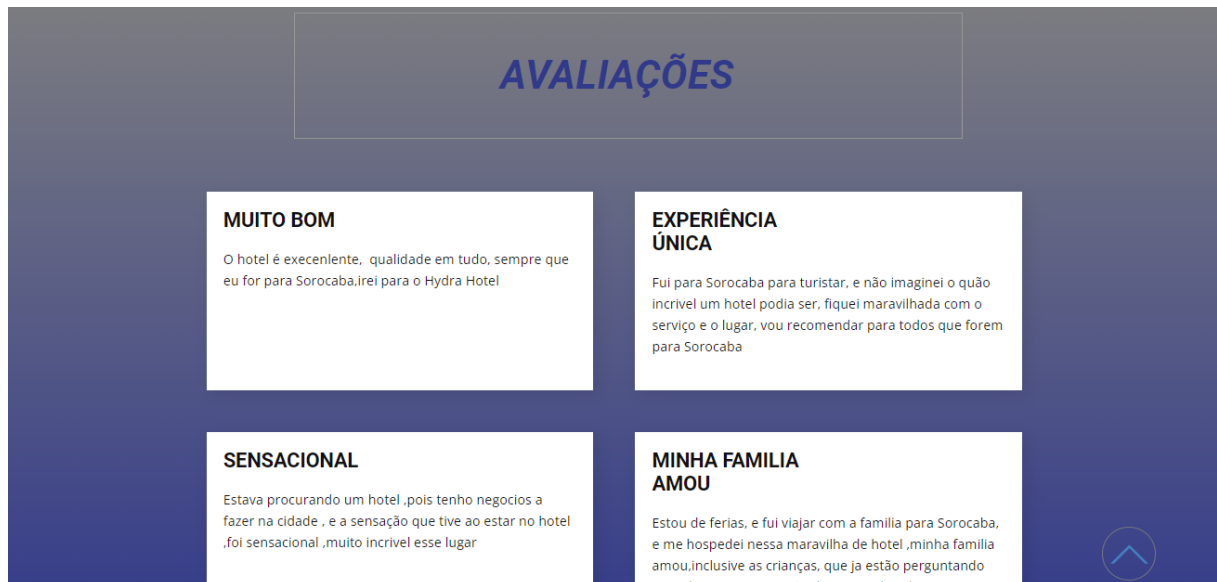 AVALIAÇÕES
MUITO BOM
O hotel é execenlente,  qualidade em tudo, sempre que
eu for para Sorocaba,irei para o Hydra Hotel
EXPERIÊNCIA
ÚNICA
Fui para Sorocaba para turistar, e não imaginei o quão
incrivel um hotel podia ser, fiquei maravilhada com o
serviço e o lugar, vou recomendar para todos que forem
para Sorocaba
SENSACIONAL
Estava procurando um hotel ,pois tenho negocios a
fazer na cidade , e a sensação que tive ao estar no hotel
,foi sensacional ,muito incrivel esse lugar
MINHA FAMILIA
AMOU
Estou de ferias, e fui viajar com a familia para Sorocaba,
e me hospedei nessa maravilha de hotel ,minha familia
amou,inclusive as crianças, que ja estão perguntando